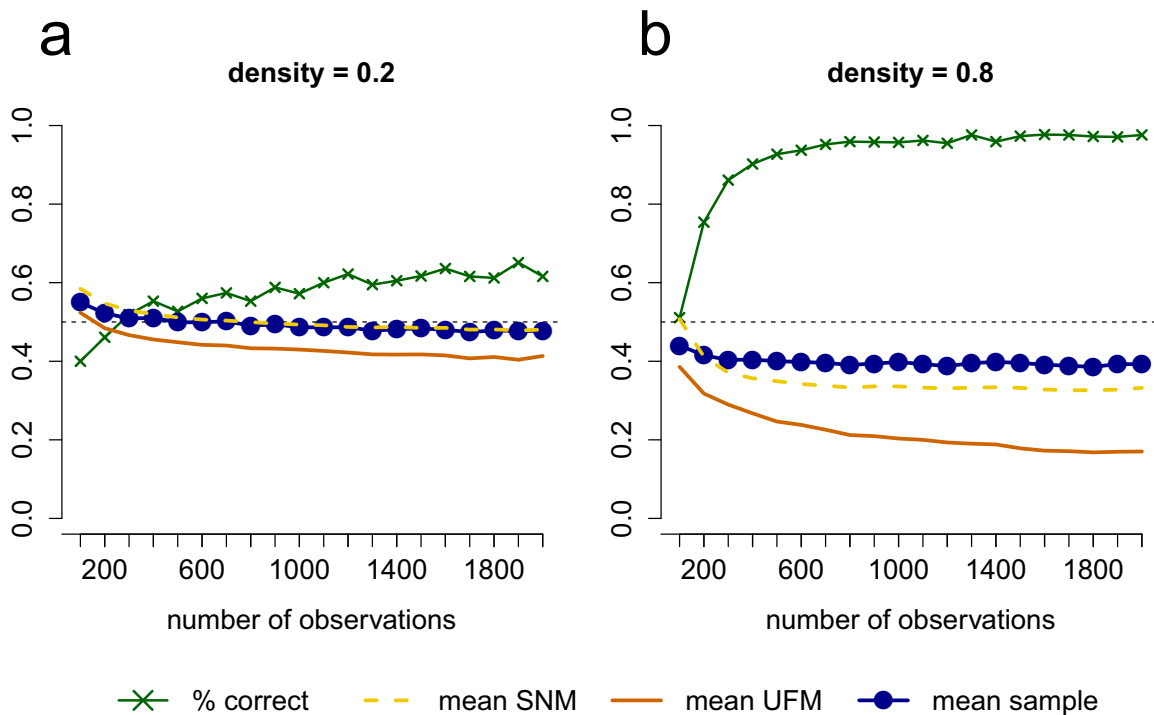 a
density = 0.2
1.0
0.8
0.6
0.4
0.2
0.0
200 600 1000 1400 1800
number of observations
b
density = 0.8
1.0
0.8
0.6
0.4
0.2
0.0
200 600 1000 1400 1800
number of observations
% correct mean SNM mean UFM mean sample